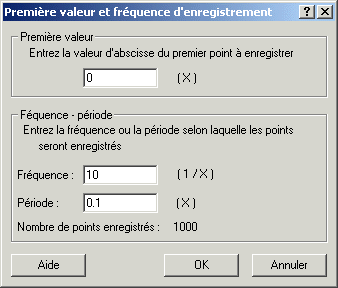 Première valeur et fréquence d'enregistrement
Première valeur
Entrez la valeur d'abscisse du premier point à enregistrer
0 ( X )
Féquence - période
Entrez la fréquence ou la période selon laquelle les points
seront enregistrés
Fréquence : 10 ( 1 / X )
Période : 0.1 ( X )
Nombre de points enregistrés : 1000
Aide OK Annuler